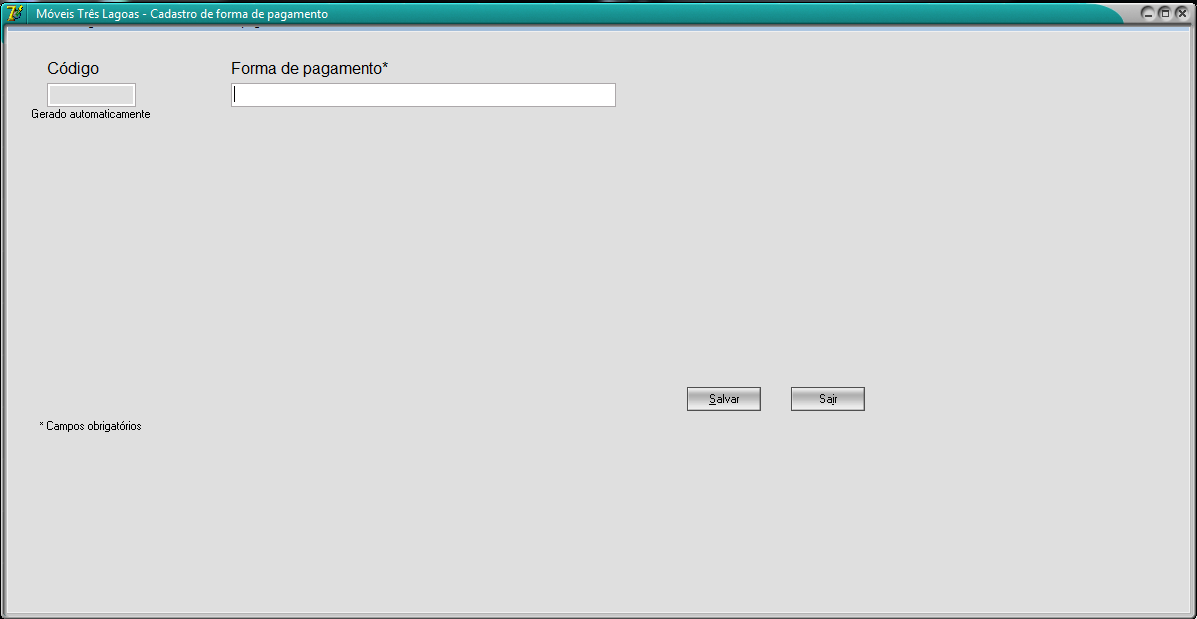 Móveis Três Lagoas - Cadastro de forma de pagamento
Código
Forma de pagamento*
Gerado automaticamente
Salvar
Sair
* Campos obrigatórios